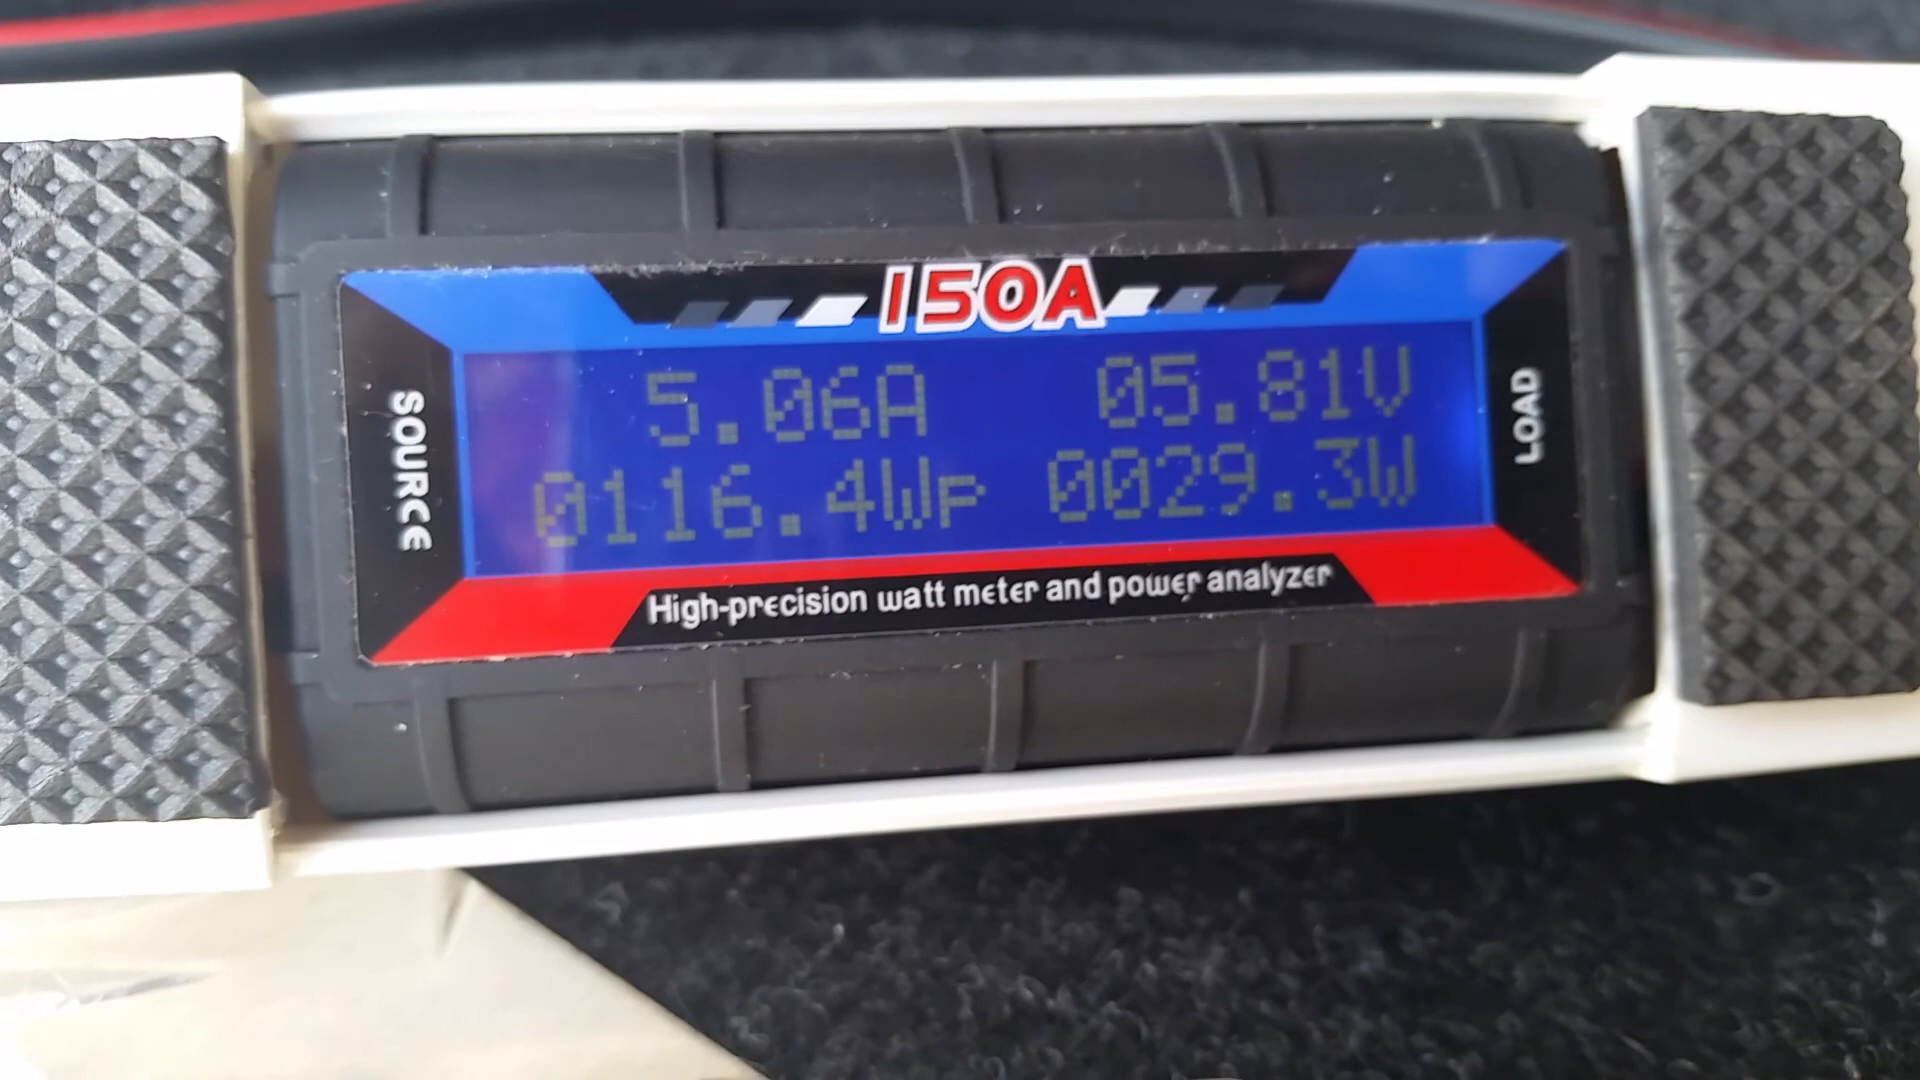 150A
SOURCE
5.06A 05.81V
0116.4Wp 0029.3W
LOAD
High-precision watt meter and power analyzer